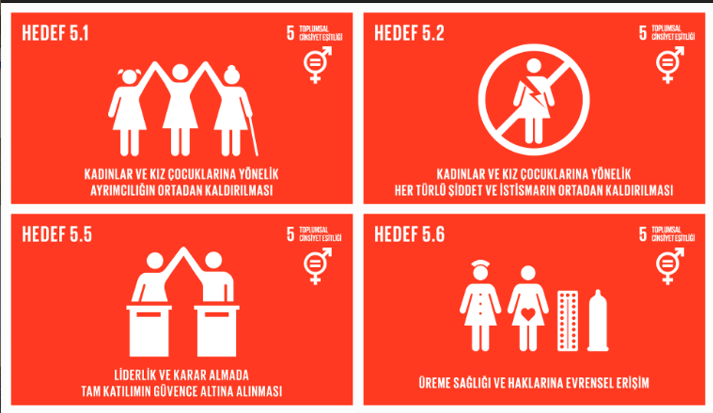 HEDEF 5.1
5 TOPLUMSAL
CİNSİYET EŞİTLİĞİ
KADINLAR VE KIZ ÇOCUKLARINA YÖNELİK
AYRIMCILIĞIN ORTADAN KALDIRILMASI
HEDEF 5.2
5 TOPLUMSAL
CİNSİYET EŞİTLİĞİ
KADINLAR VE KIZ ÇOCUKLARINA YÖNELİK
HER TÜRLÜ ŞİDDET VE İSTİSMARIN ORTADAN KALDIRILMASI
HEDEF 5.5
5 TOPLUMSAL
CİNSİYET EŞİTLİĞİ
LİDERLİK VE KARAR ALMADA
TAM KATILIMIN GÜVENCE ALTINA ALINMASI
HEDEF 5.6
5 TOPLUMSAL
CİNSİYET EŞİTLİĞİ
ÜREME SAĞLIĞI VE HAKLARINA EVRENSEL ERİŞİM